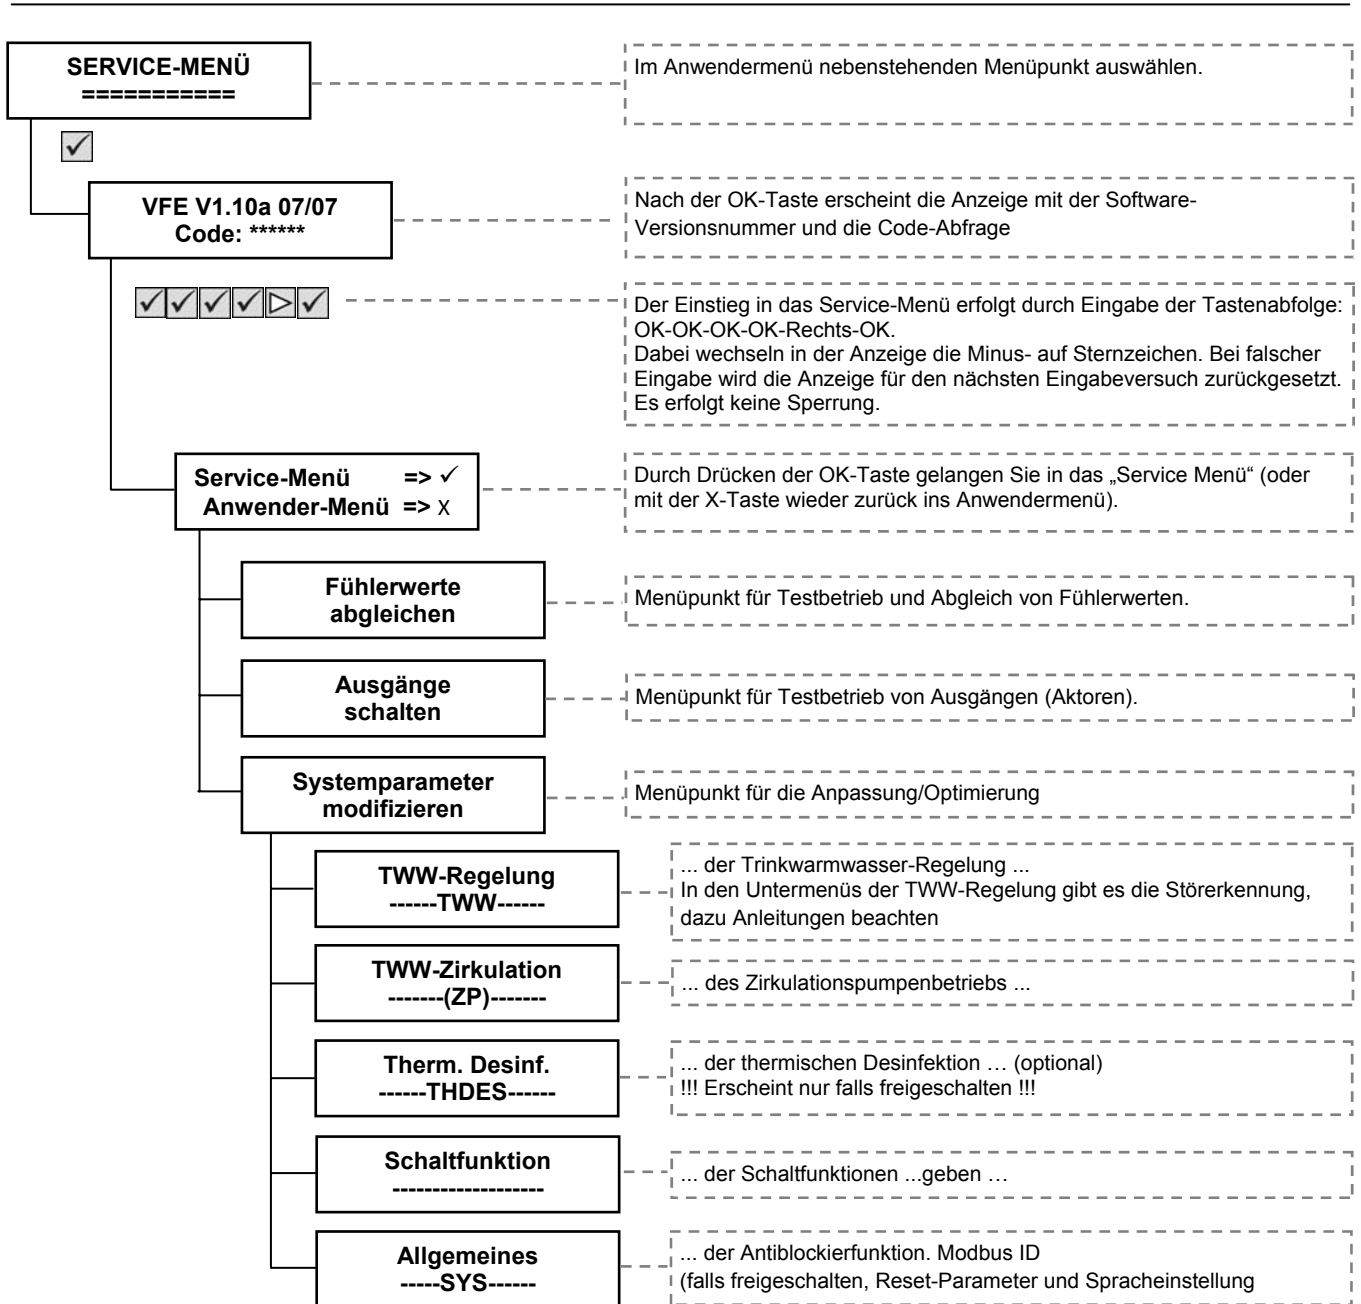 SERVICE-MENÜ
===========
Im Anwendermenü nebenstehenden Menüpunkt auswählen.
VFE V1.10a 07/07
Code: ******
Nach der OK-Taste erscheint die Anzeige mit der Software-
Versionsnummer und die Code-Abfrage
Der Einstieg in das Service-Menü erfolgt durch Eingabe der Tastenabfolge:
OK-OK-OK-OK-Rechts-OK.
Dabei wechseln in der Anzeige die Minus- auf Sternzeichen. Bei falscher
Eingabe wird die Anzeige für den nächsten Eingabeversuch zurückgesetzt.
Es erfolgt keine Sperrung.
Service-Menü => ✓
Anwender-Menü => X
Durch Drücken der OK-Taste gelangen Sie in das „Service Menü“ (oder
mit der X-Taste wieder zurück ins Anwendermenü).
Fühlerwerte
abgleichen
Menüpunkt für Testbetrieb und Abgleich von Fühlerwerten.
Ausgänge
schalten
Menüpunkt für Testbetrieb von Ausgängen (Aktoren).
Systemparameter
modifizieren
Menüpunkt für die Anpassung/Optimierung
TWW-Regelung
------TWW------
... der Trinkwarmwasser-Regelung ...
In den Untermenüs der TWW-Regelung gibt es die Störerkennung,
dazu Anleitungen beachten
TWW-Zirkulation
-------(ZP)-------
... des Zirkulationspumpenbetriebs ...
Therm. Desinf.
------THDES------
... der thermischen Desinfektion … (optional)
!!! Erscheint nur falls freigeschalten !!!
Schaltfunktion
-------------------
... der Schaltfunktionen ...geben …
Allgemeines
-----SYS------
... der Antiblockierfunktion. Modbus ID
(falls freigeschalten, Reset-Parameter und Spracheinstellung